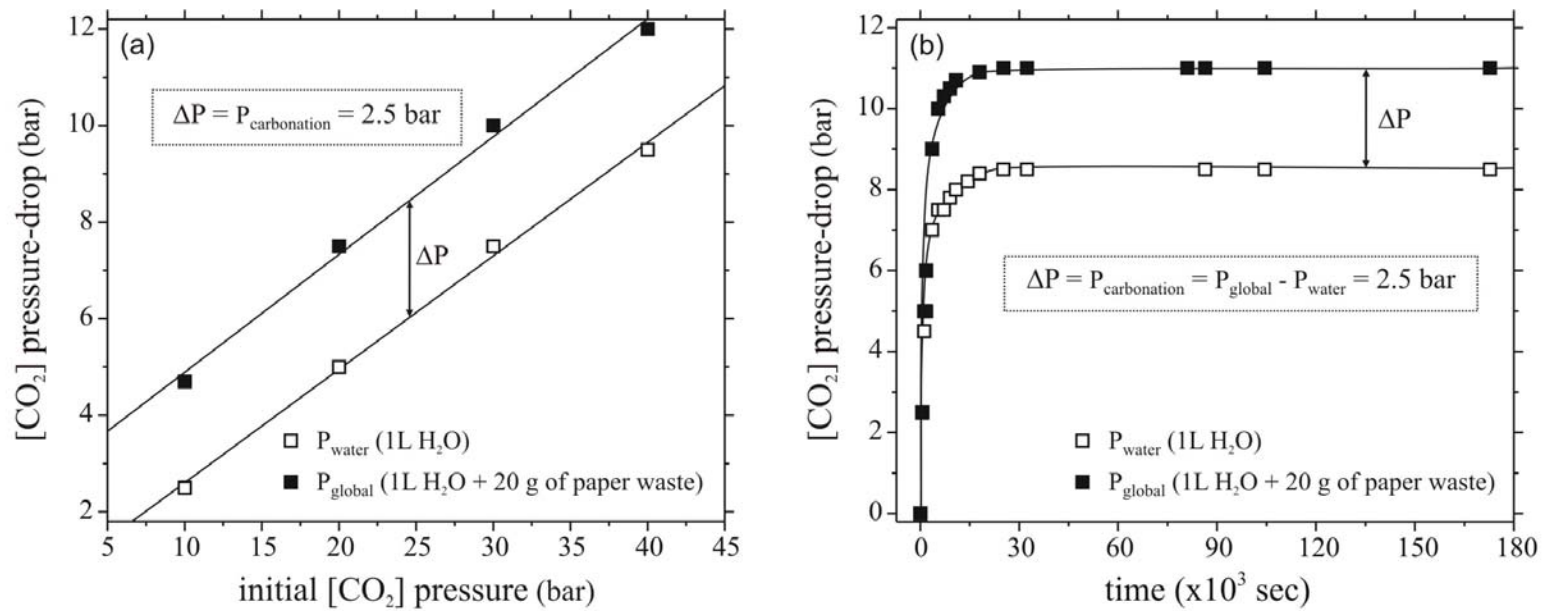 (a)
ΔP = P_carbonation = 2.5 bar
ΔP
P_water (1L H₂O)
P_global (1L H₂O + 20 g of paper waste)
[CO₂] pressure-drop (bar)
12
10
8
6
4
2
5 10 15 20 25 30 35 40 45
initial [CO₂] pressure (bar)
(b)
ΔP
ΔP = P_carbonation = P_global - P_water = 2.5 bar
P_water (1L H₂O)
P_global (1L H₂O + 20 g of paper waste)
[CO₂] pressure-drop (bar)
12
10
8
6
4
2
0
0 30 60 90 120 150 180
time (x10³ sec)